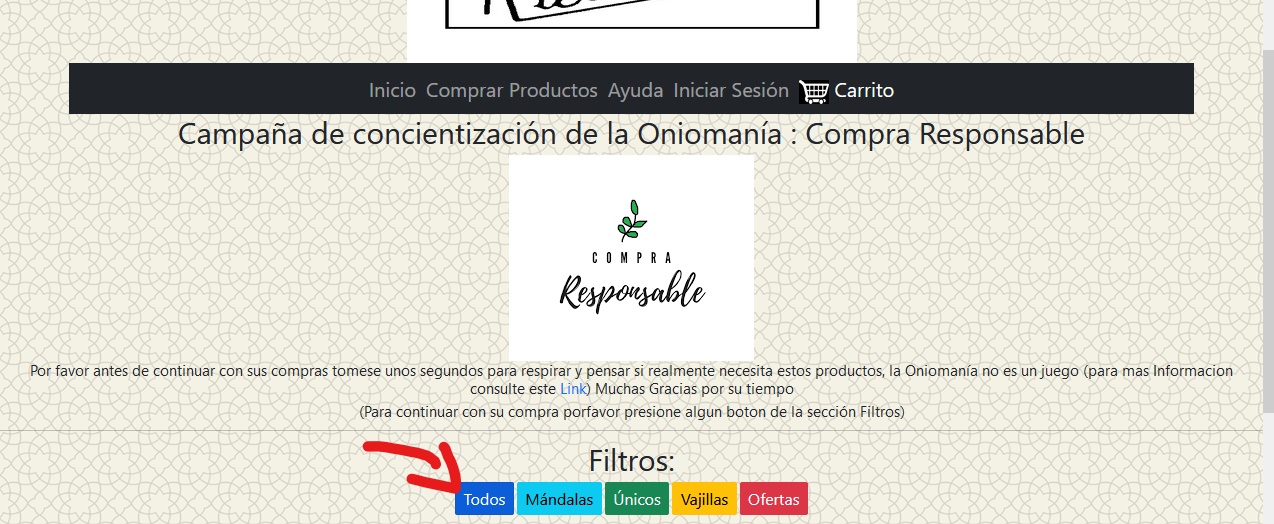 Inicio Comprar Productos Ayuda Iniciar Sesión Carrito
Campaña de concientización de la Oniomanía : Compra Responsable
COMPRA
Responsable
Por favor antes de continuar con sus compras tomese unos segundos para respirar y pensar si realmente necesita estos productos, la Oniomanía no es un juego (para mas Informacion
consulte este Link) Muchas Gracias por su tiempo
(Para continuar con su compra porfavor presione algun boton de la sección Filtros)
Filtros:
Todos Mándalas Únicos Vajillas Ofertas